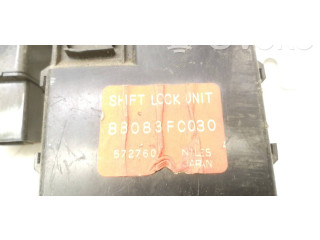 SHIFT LOCK UNIT
88083FC030
572760
NILES
JAPAN